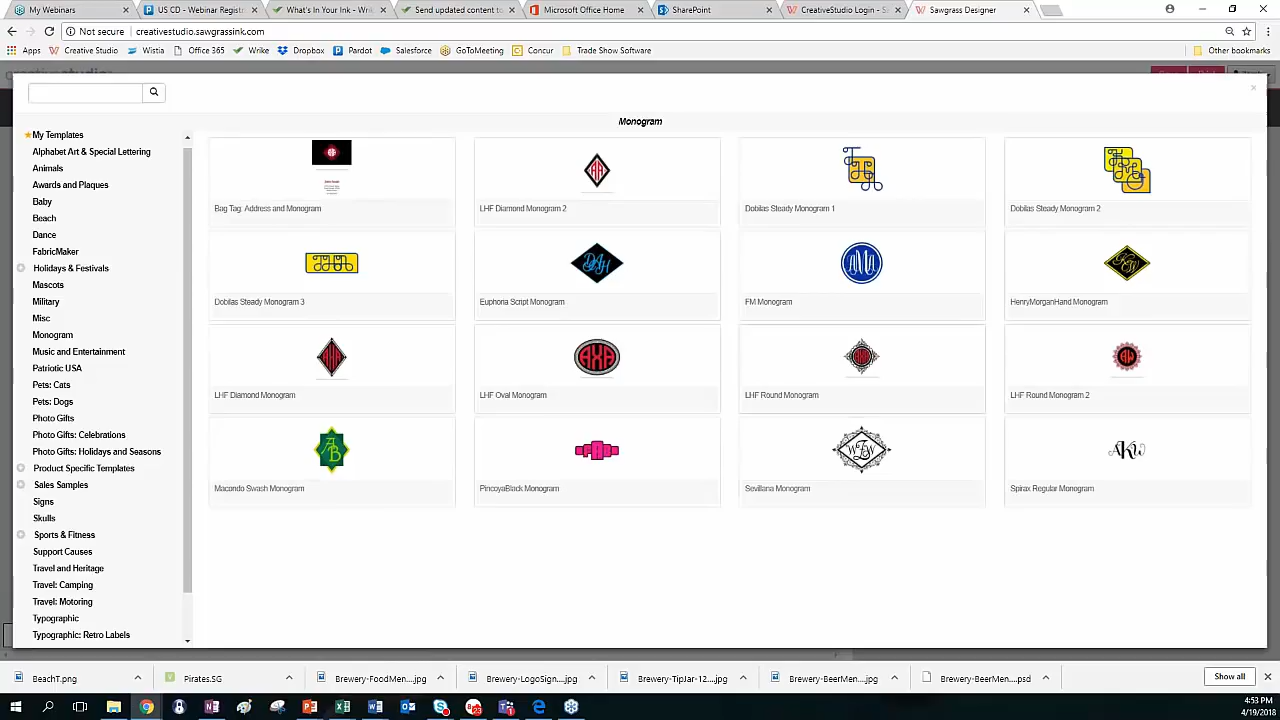 My Webinars
US CD - Webinar Registr
What's In Your Ink - Wrik
Send updated content to
Microsoft Office Home
SharePoint
CreativeStudio Login - S
Sawgrass Designer
Not secure | creativestudio.sawgrassink.com
Apps Creative Studio Wistia Office 365 Wrike Dropbox Pardot Salesforce GoToMeeting Concur Trade Show Software Other bookmarks
Monogram
My Templates
Alphabet Art & Special Lettering
Animals
Awards and Plaques
Baby
Beach
Dance
FabricMaker
Holidays & Festivals
Mascots
Military
Misc
Monogram
Music and Entertainment
Patriotic USA
Pets: Cats
Pets: Dogs
Photo Gifts
Photo Gifts: Celebrations
Photo Gifts: Holidays and Seasons
Product Specific Templates
Sales Samples
Signs
Skulls
Sports & Fitness
Support Causes
Travel and Heritage
Travel: Camping
Travel: Motoring
Typographic
Typographic: Retro Labels
Bag Tag: Address and Monogram
LHF Diamond Monogram 2
Dobilas Steady Monogram 1
Dobilas Steady Monogram 2
DAH
AMA
Dobilas Steady Monogram 3
Euphoria Script Monogram
FM Monogram
HenryMorganHand Monogram
AXA
LHF Diamond Monogram
LHF Oval Monogram
LHF Round Monogram
LHF Round Monogram 2
AB
AKW
Macondo Swash Monogram
PincoyaBlack Monogram
Sevillana Monogram
Spirax Regular Monogram
BeachT.png
Pirates.SG
Brewery-FoodMen....jpg
Brewery-LogoSign....jpg
Brewery-TipJar-12....jpg
Brewery-BeerMen....jpg
Brewery-BeerMen....psd
Show all
4:53 PM
4/19/2018